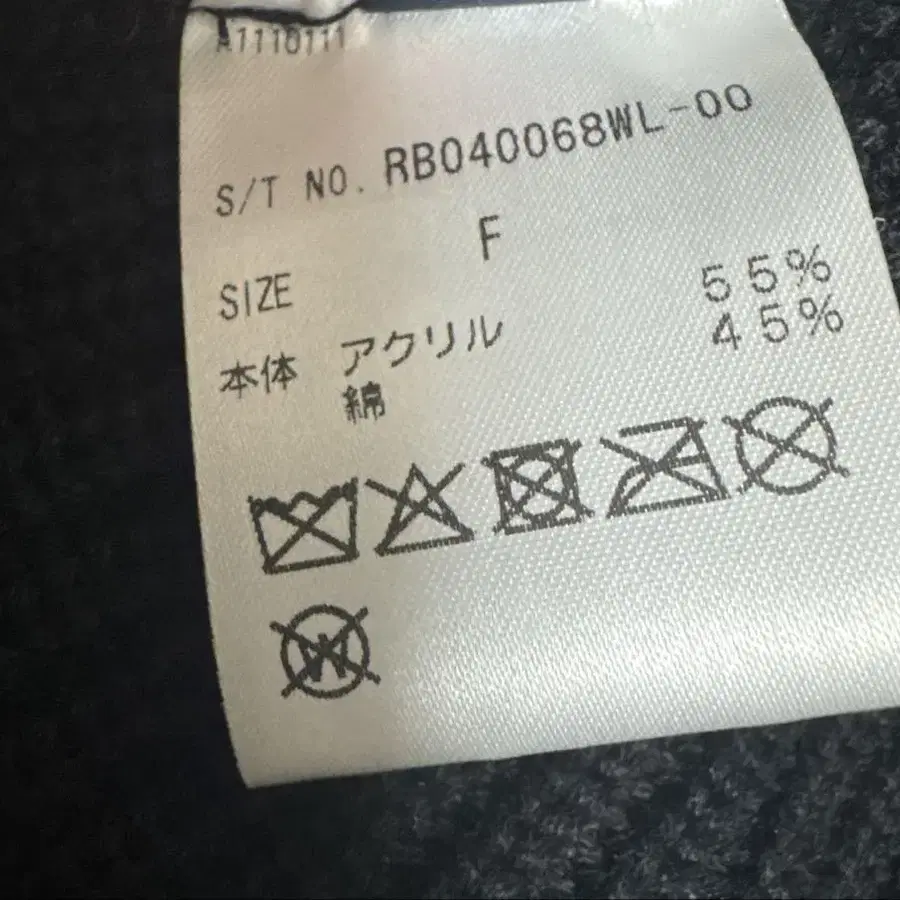 A1110111
S/T NO. RB040068WL-00
SIZE F
本体 アクリル 55%
綿 45%
W